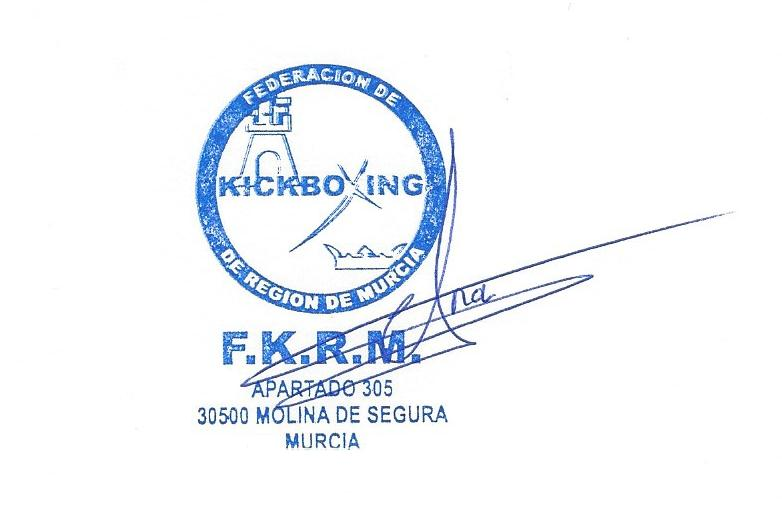 FEDERACION DE
KICKBOXING
DE REGION DE MURCIA
F.K.R.M.
APARTADO 305
30500 MOLINA DE SEGURA
MURCIA